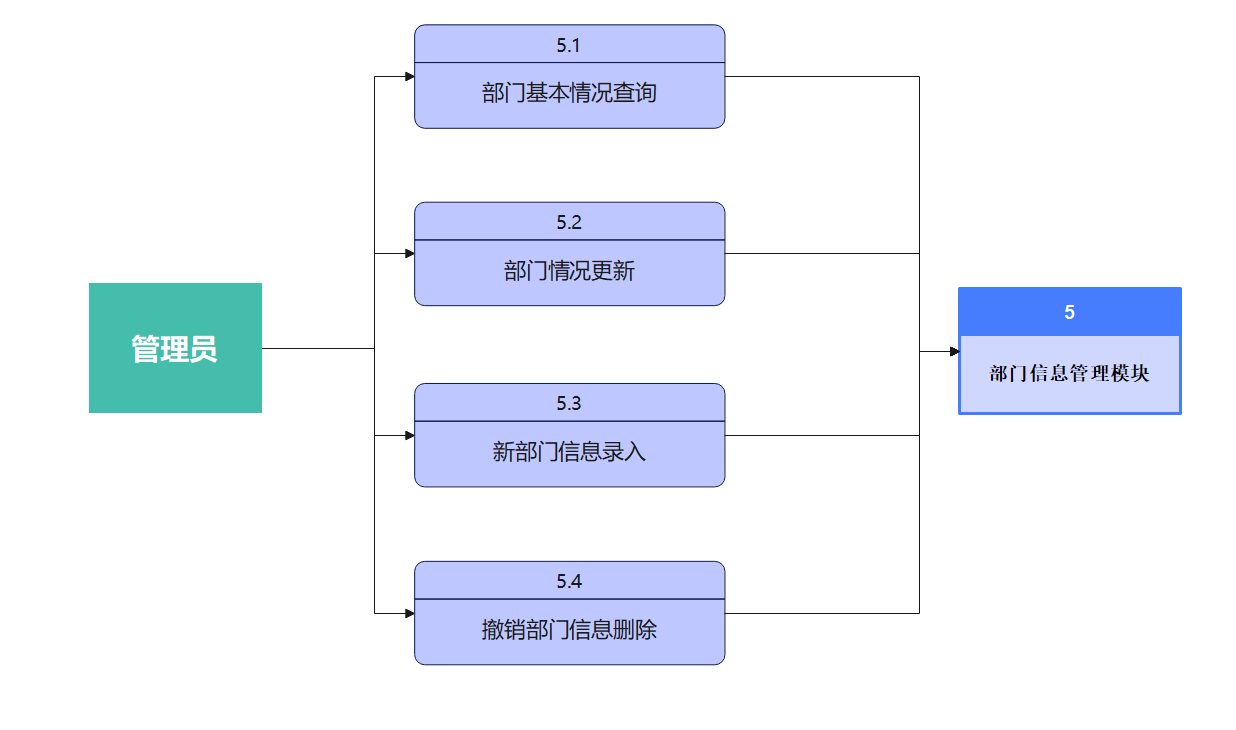 5.1
部门基本情况查询
5.2
部门情况更新
管理员
5
部门信息管理模块
5.3
新部门信息录入
5.4
撤销部门信息删除